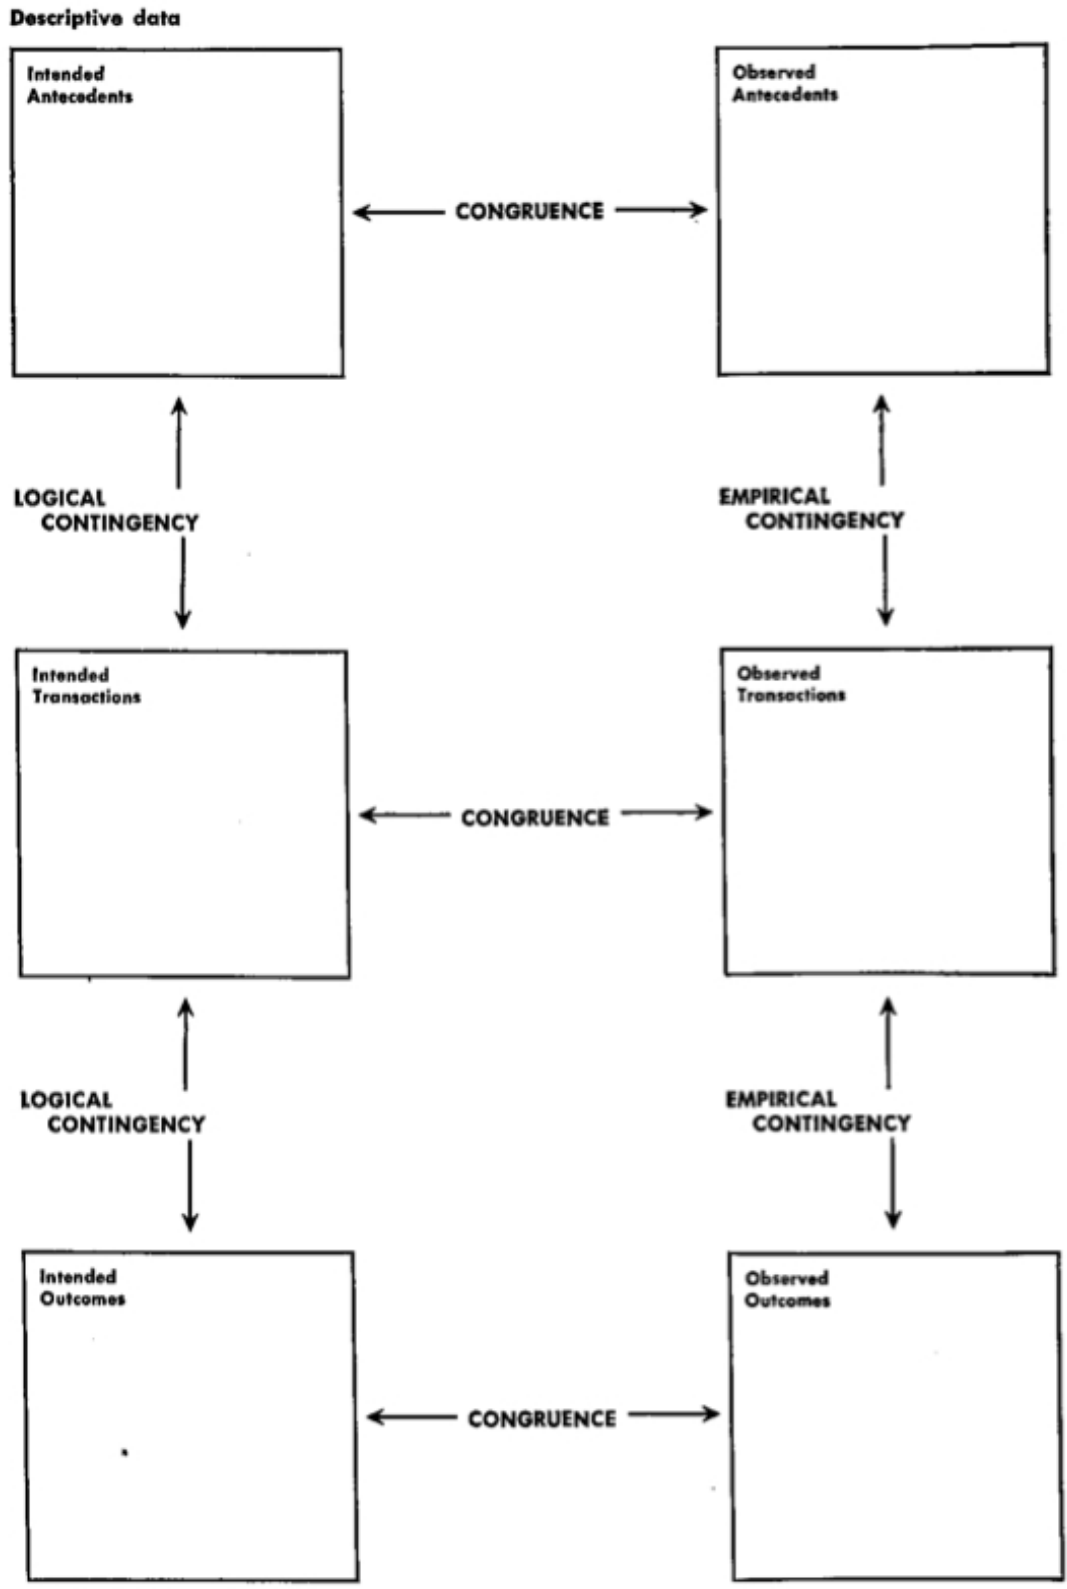 Descriptive data
Intended
Antecedents
Observed
Antecedents
CONGRUENCE
LOGICAL
CONTINGENCY
EMPIRICAL
CONTINGENCY
Intended
Transactions
Observed
Transactions
CONGRUENCE
LOGICAL
CONTINGENCY
EMPIRICAL
CONTINGENCY
Intended
Outcomes
Observed
Outcomes
CONGRUENCE